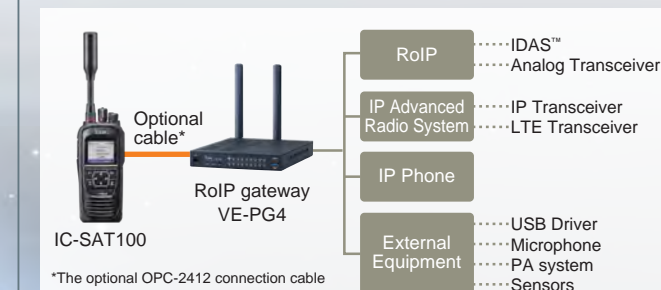 Optional
cable*
IC-SAT100
RoIP gateway
VE-PG4
RoIP
IDAS™
Analog Transceiver
IP Advanced
Radio System
IP Transceiver
LTE Transceiver
IP Phone
External
Equipment
USB Driver
Microphone
PA system
Sensors
*The optional OPC-2412 connection cable